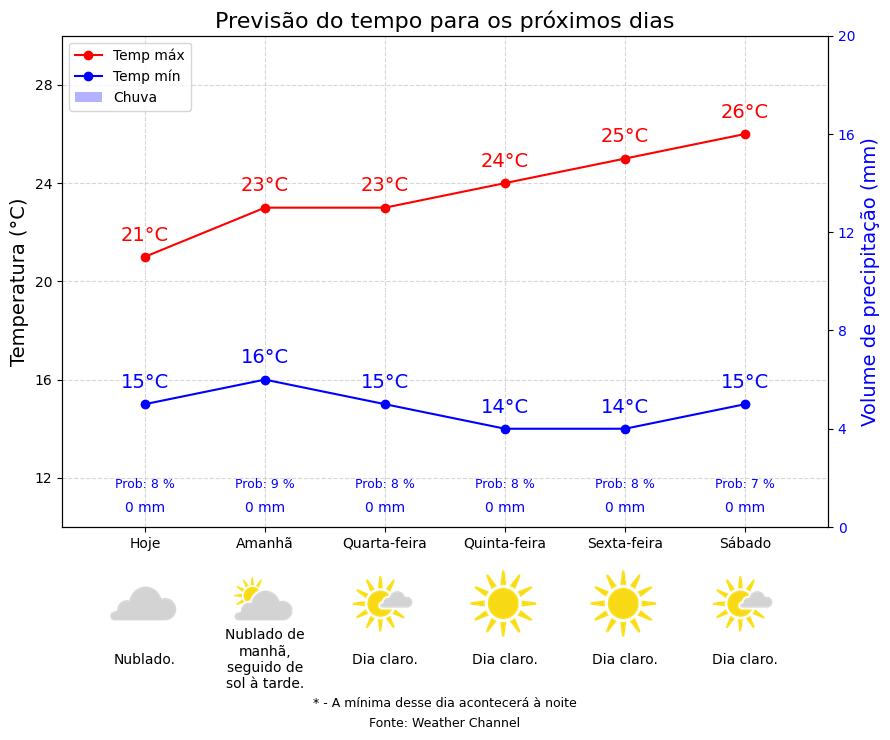 Previsão do tempo para os próximos dias
Temp máx
Temp mín
Chuva
Temperatura (°C)
28
24
20
16
12
Volume de precipitação (mm)
20
16
12
8
4
0
21°C
23°C
23°C
24°C
25°C
26°C
15°C
16°C
15°C
14°C
14°C
15°C
Prob: 8 %
Prob: 9 %
Prob: 8 %
Prob: 8 %
Prob: 8 %
Prob: 7 %
0 mm
0 mm
0 mm
0 mm
0 mm
0 mm
Hoje
Amanhã
Quarta-feira
Quinta-feira
Sexta-feira
Sábado
Nublado.
Nublado de
manhã,
seguido de
sol à tarde.
Dia claro.
Dia claro.
Dia claro.
Dia claro.
* - A mínima desse dia acontecerá à noite
Fonte: Weather Channel